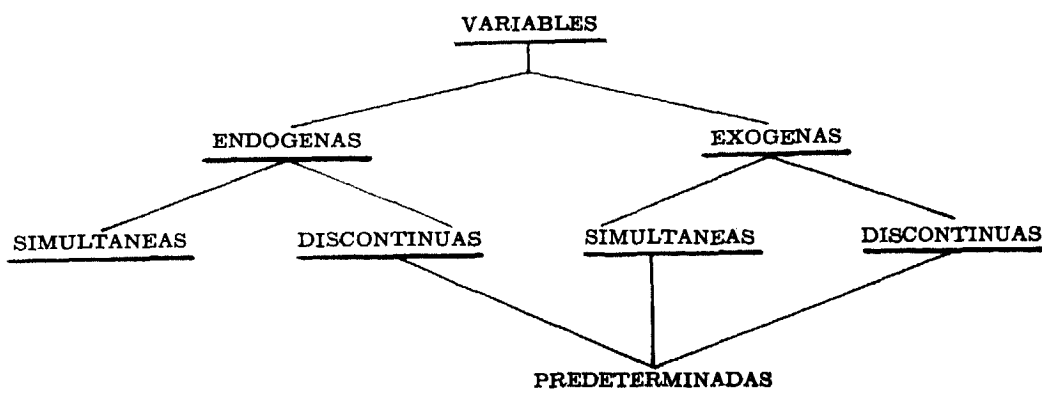 VARIABLES
ENDOGENAS
EXOGENAS
SIMULTANEAS
DISCONTINUAS
SIMULTANEAS
DISCONTINUAS
PREDETERMINADAS